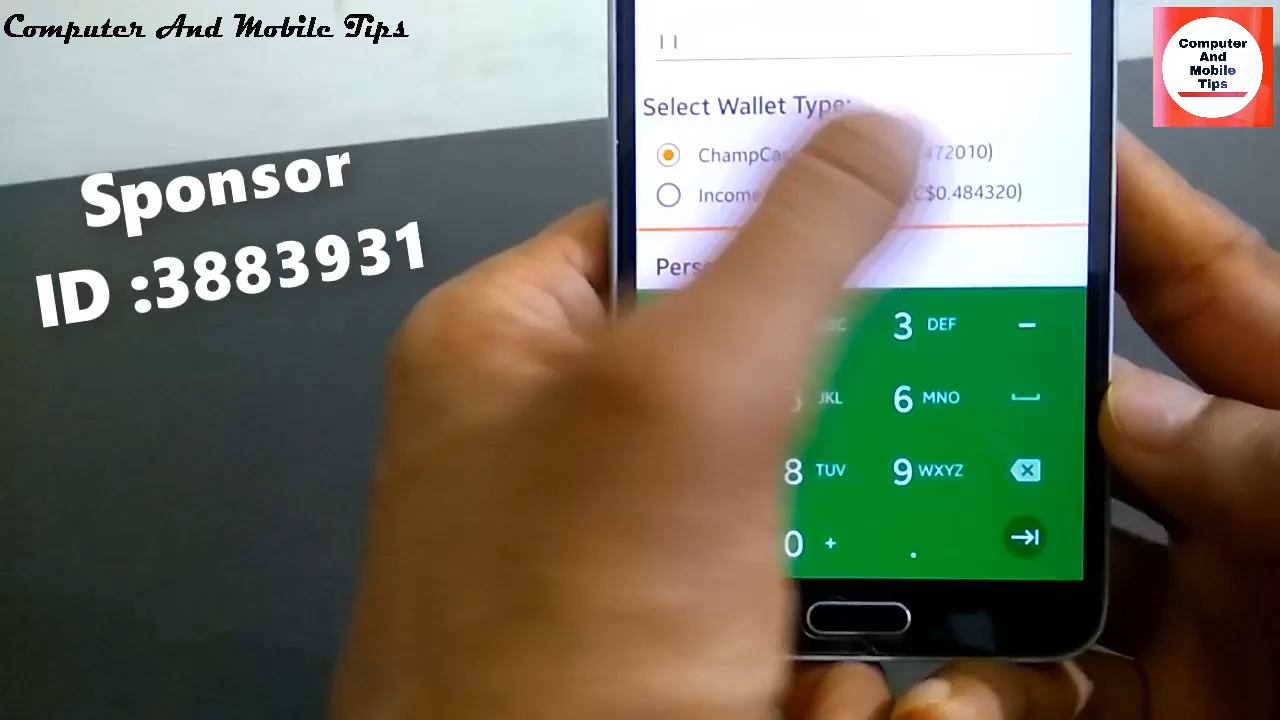 Computer And Mobile Tips
Computer
And
Mobile
Tips
Sponsor
ID :3883931
11
Select Wallet Type:
ChampCa 472010)
Income (C$0.484320)
Pers
3 DEF −
JKL 6 MNO
8 TUV 9 WXYZ
0 + .